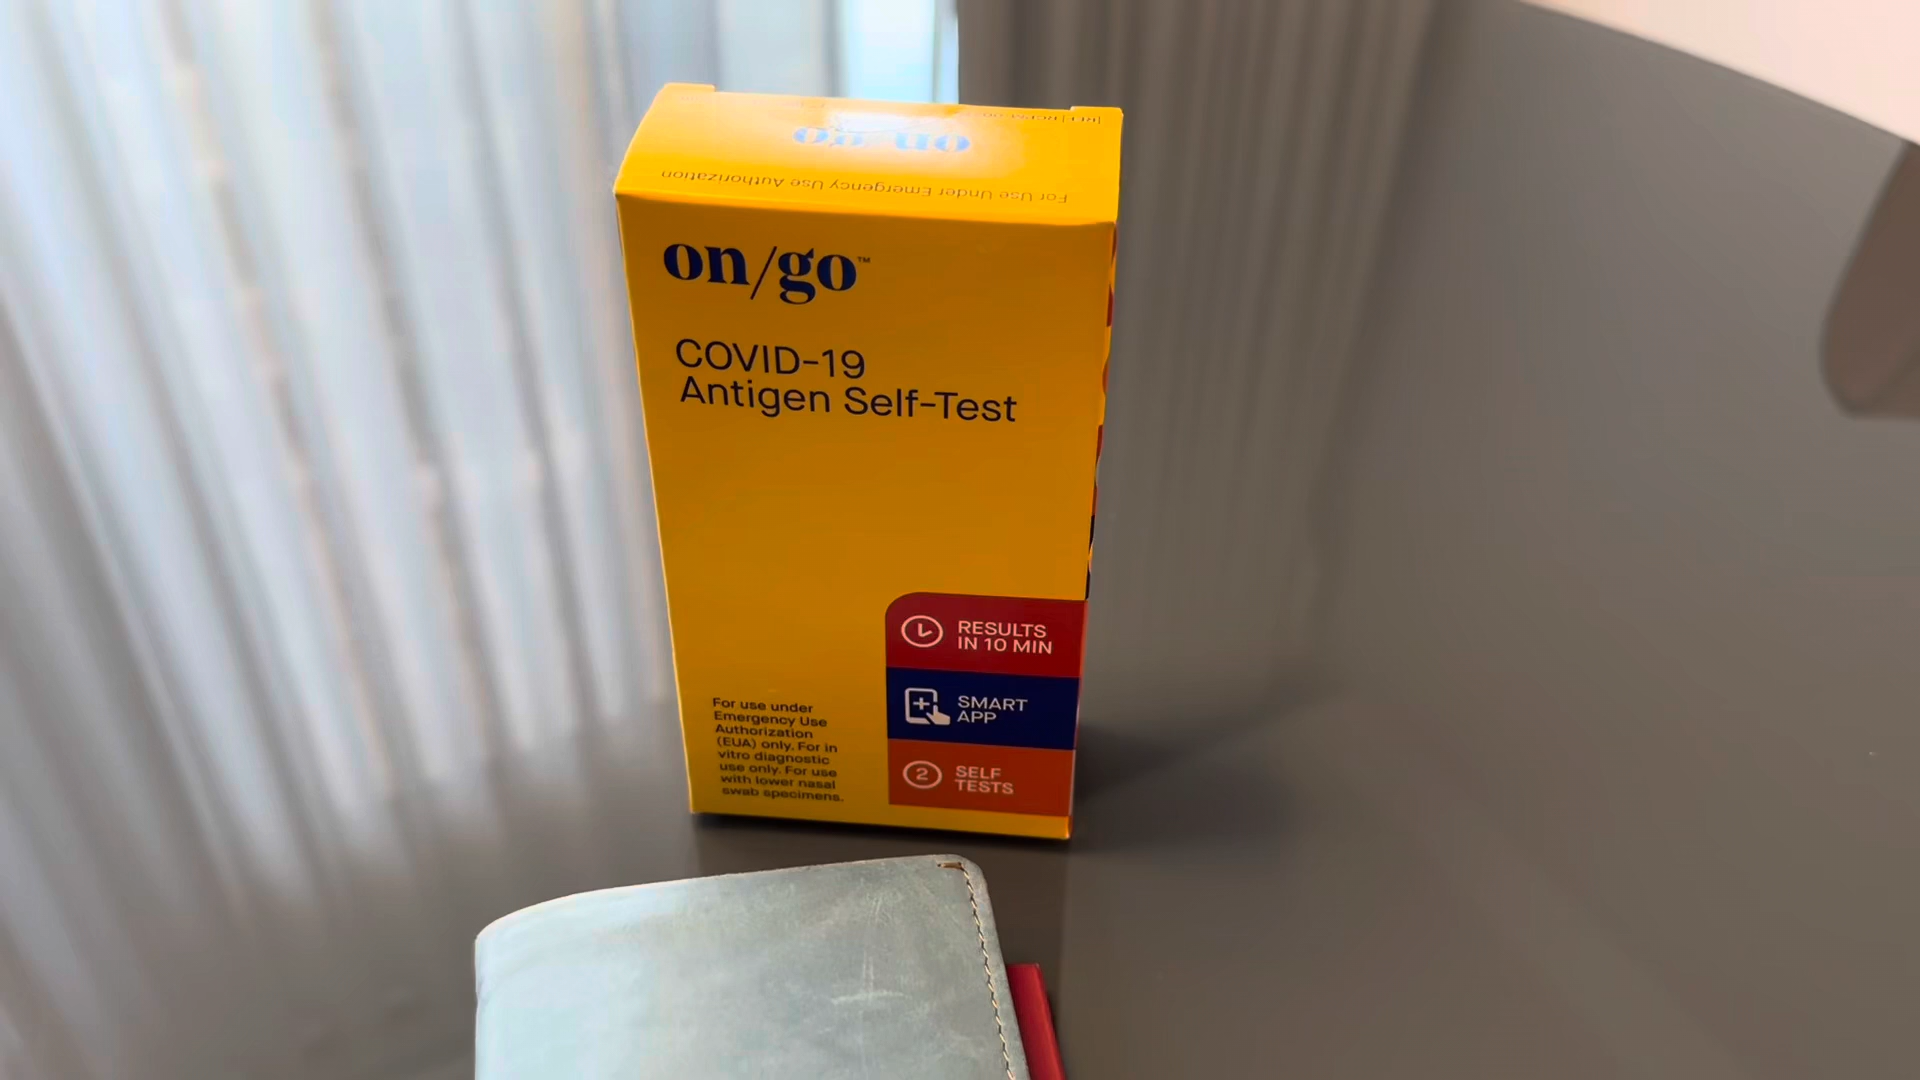 on/go
For Use Under Emergency Use Authorization
on/go™
COVID-19
Antigen Self-Test
RESULTS
IN 10 MIN
SMART
APP
2
SELF
TESTS
For use under
Emergency Use
Authorization
(EUA) only. For in
vitro diagnostic
use only. For use
with lower nasal
swab specimens.